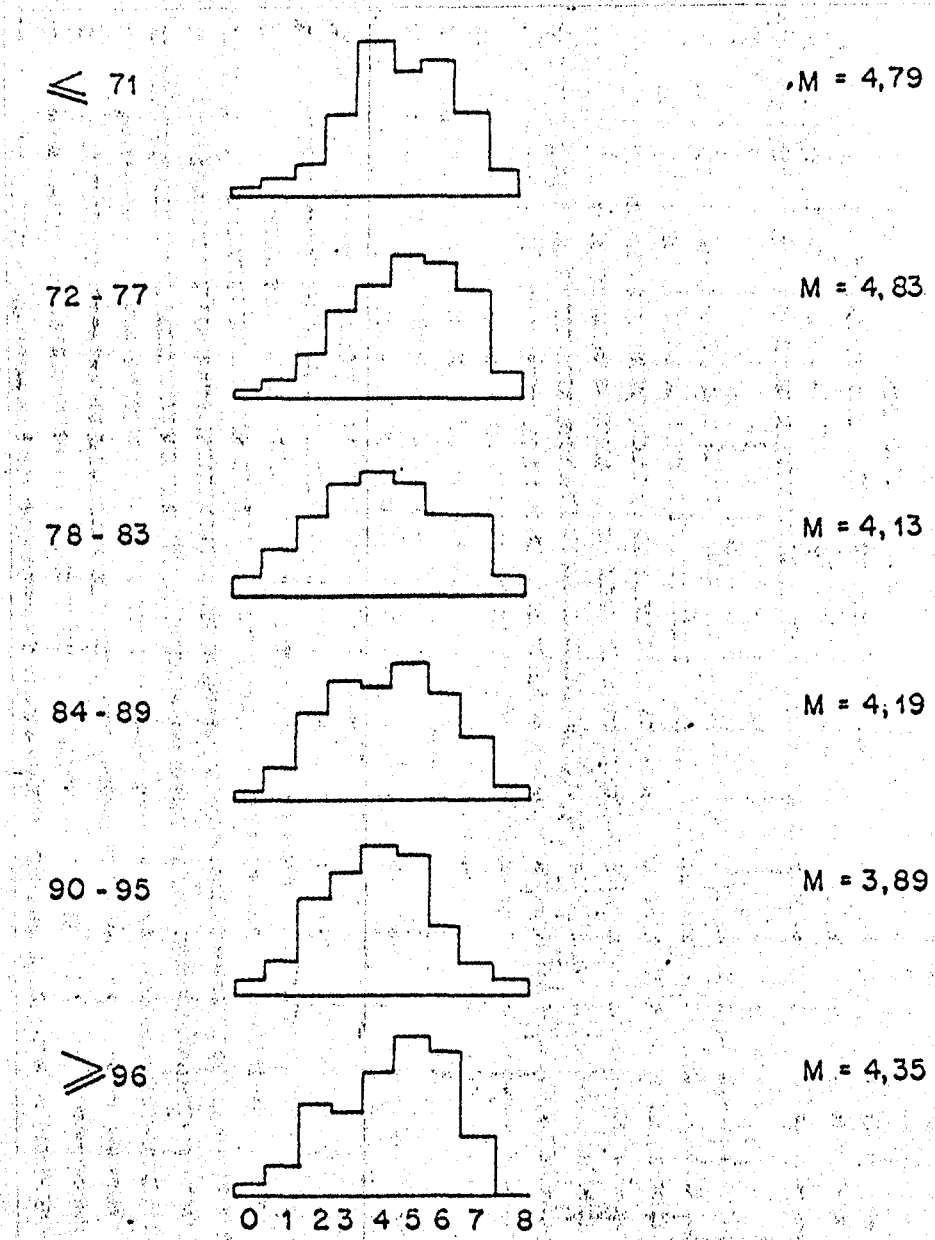 ≤ 71 M = 4,79
72 - 77 M = 4,83
78 - 83 M = 4,13
84 - 89 M = 4,19
90 - 95 M = 3,89
≥ 96 M = 4,35
0 1 2 3 4 5 6 7 8